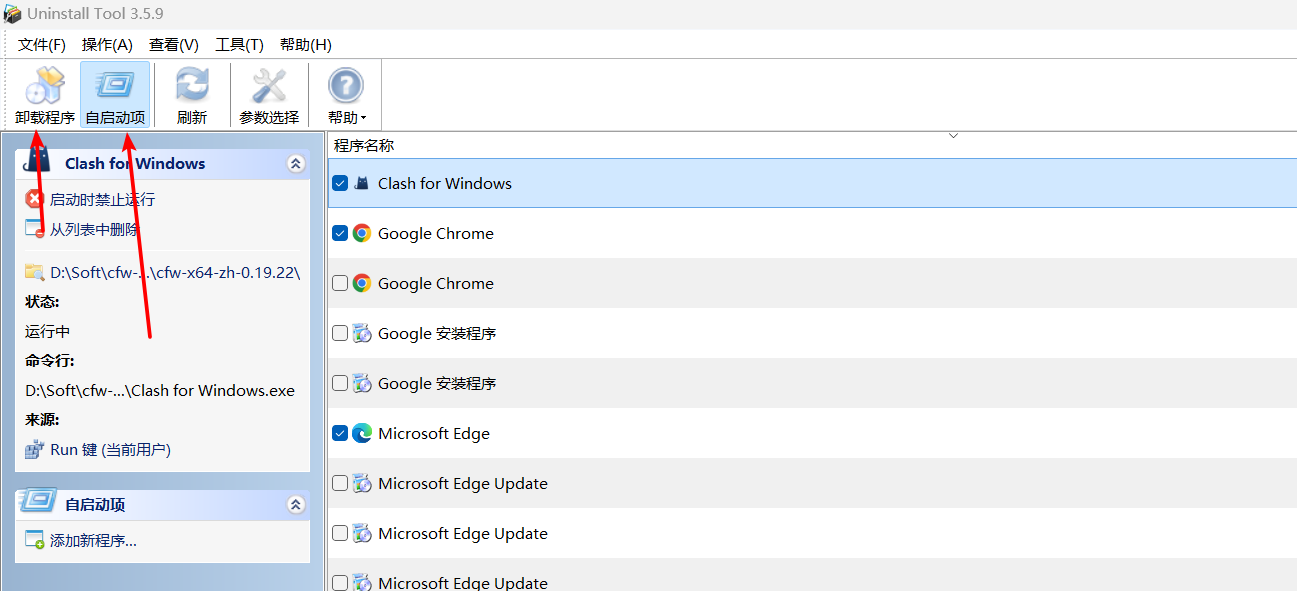 Uninstall Tool 3.5.9
文件(F) 操作(A) 查看(V) 工具(T) 帮助(H)
卸载程序 自启动项 刷新 参数选择 帮助
Clash for Windows
启动时禁止运行
从列表中删除
D:\Soft\cfw-...\cfw-x64-zh-0.19.22\
状态:
运行中
命令行:
D:\Soft\cfw-...\Clash for Windows.exe
来源:
Run 键 (当前用户)
自启动项
添加新程序...
程序名称
Clash for Windows
Google Chrome
Google Chrome
Google 安装程序
Google 安装程序
Microsoft Edge
Microsoft Edge Update
Microsoft Edge Update
Microsoft Edge Update